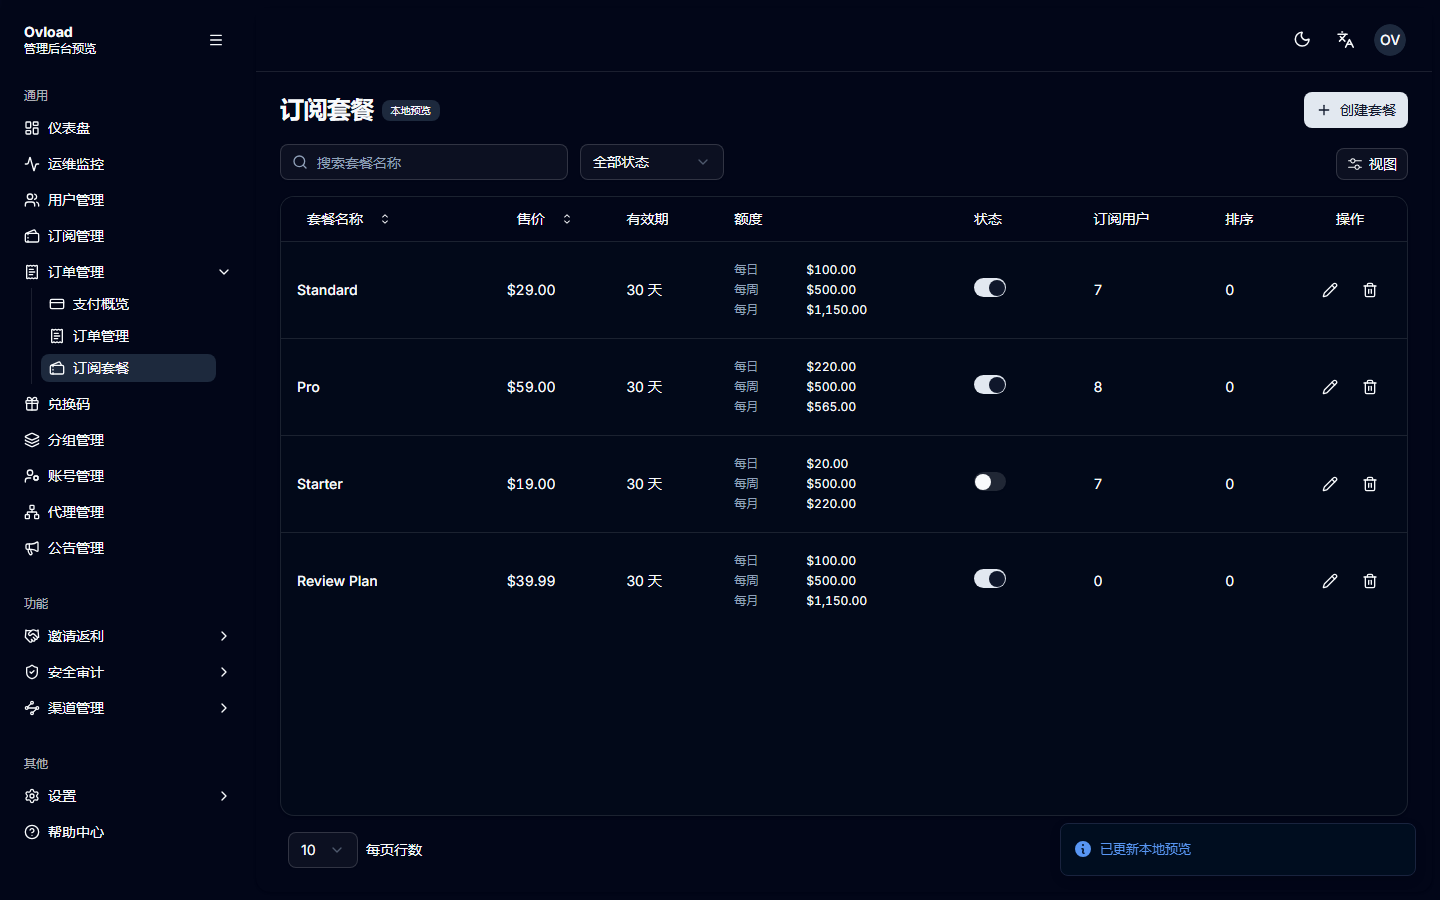 Ovload
管理后台预览
OV
通用
仪表盘
运维监控
用户管理
订阅管理
订单管理
支付概览
订单管理
订阅套餐
兑换码
分组管理
账号管理
代理管理
公告管理
功能
邀请返利
安全审计
渠道管理
其他
设置
帮助中心
订阅套餐 本地预览
创建套餐
搜索套餐名称 全部状态 视图
套餐名称 售价 有效期 额度 状态 订阅用户 排序 操作
Standard $29.00 30 天 7 0
每日 $100.00
每周 $500.00
每月 $1,150.00
Pro $59.00 30 天 8 0
每日 $220.00
每周 $500.00
每月 $565.00
Starter $19.00 30 天 7 0
每日 $20.00
每周 $500.00
每月 $220.00
Review Plan $39.99 30 天 0 0
每日 $100.00
每周 $500.00
每月 $1,150.00
10 每页行数
已更新本地预览